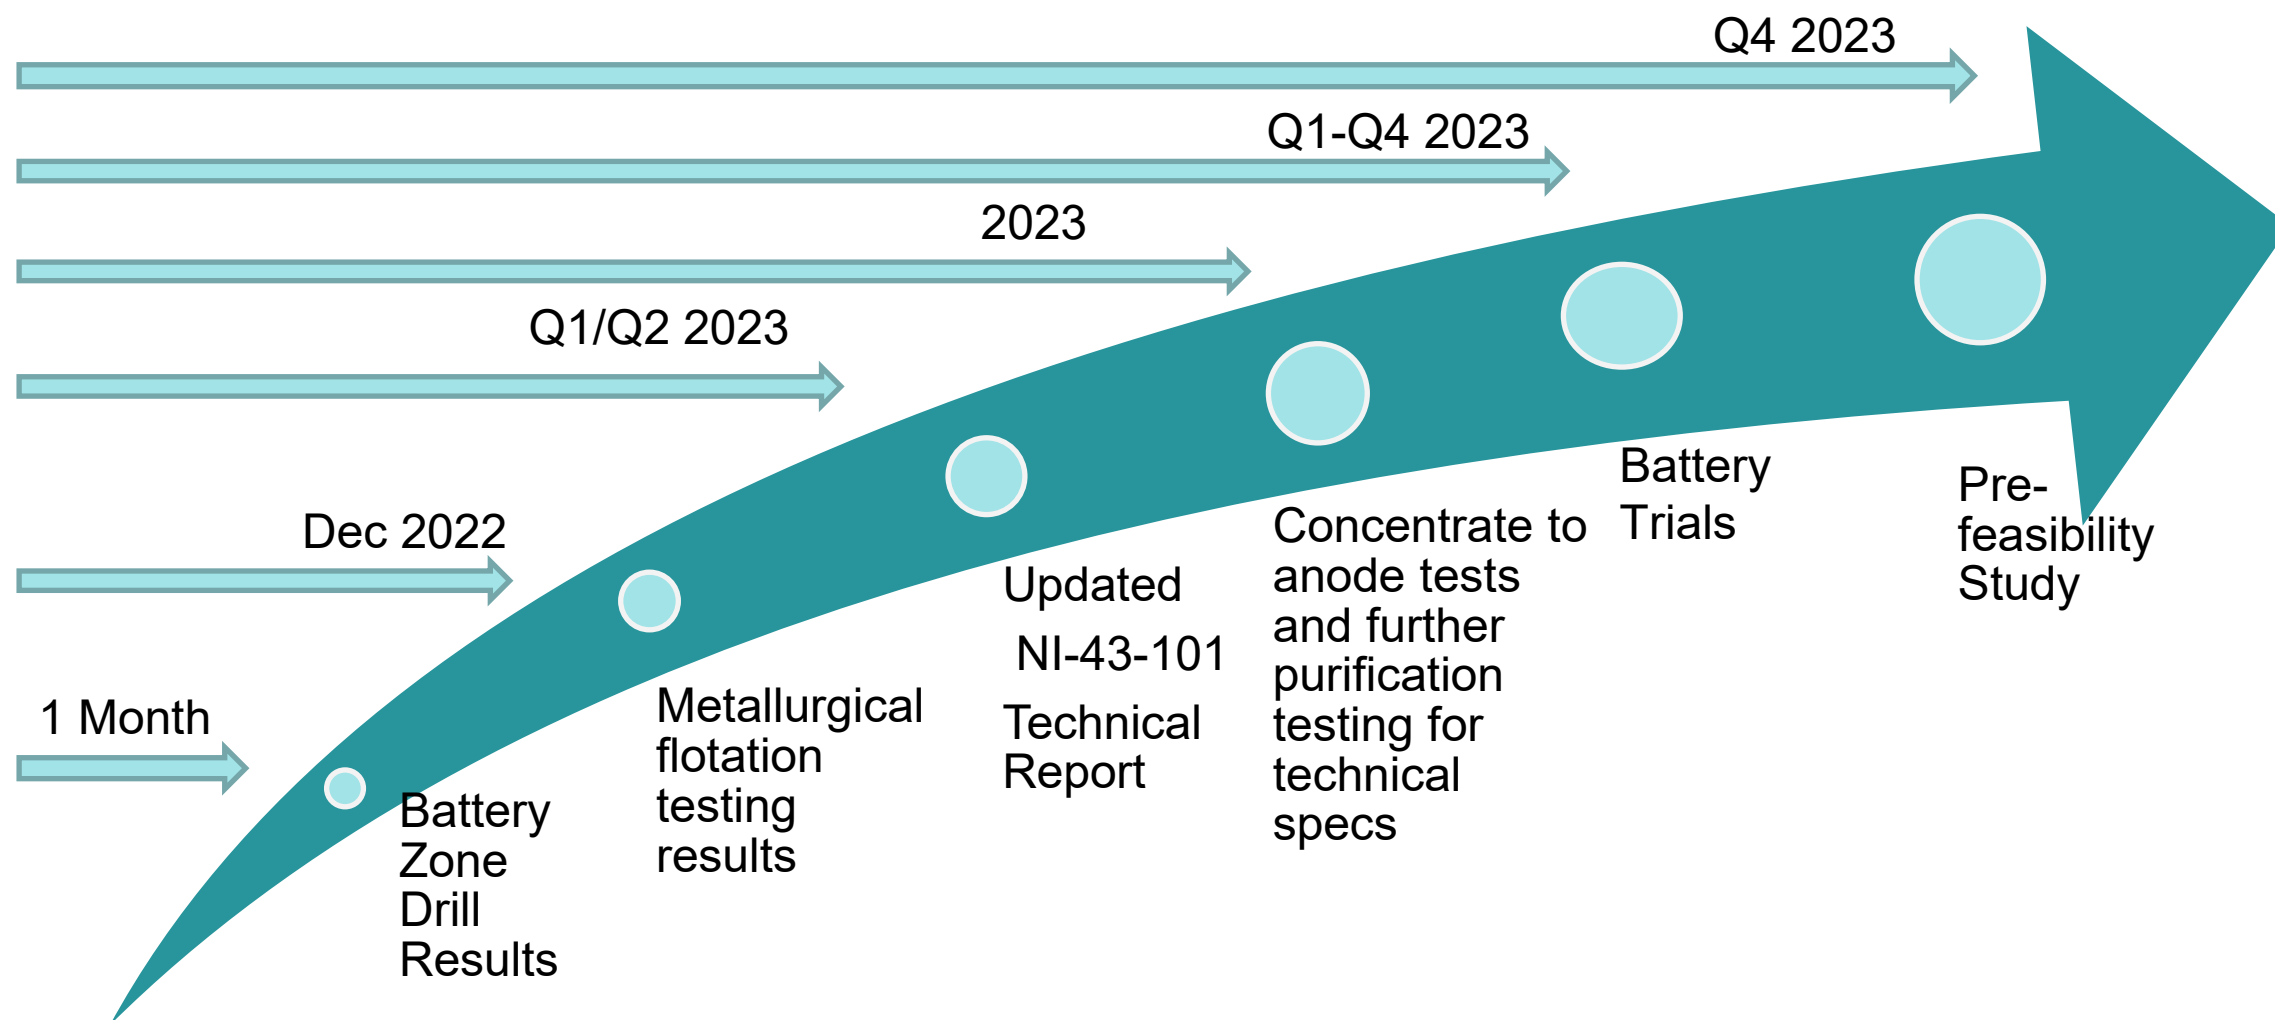 Q4 2023
Q1-Q4 2023
2023
Q1/Q2 2023
Dec 2022
1 Month
Battery
Zone
Drill
Results
Metallurgical
flotation
testing
results
Updated
NI-43-101
Technical
Report
Concentrate to
anode tests
and further
purification
testing for
technical
specs
Battery
Trials
Pre-
feasibility
Study